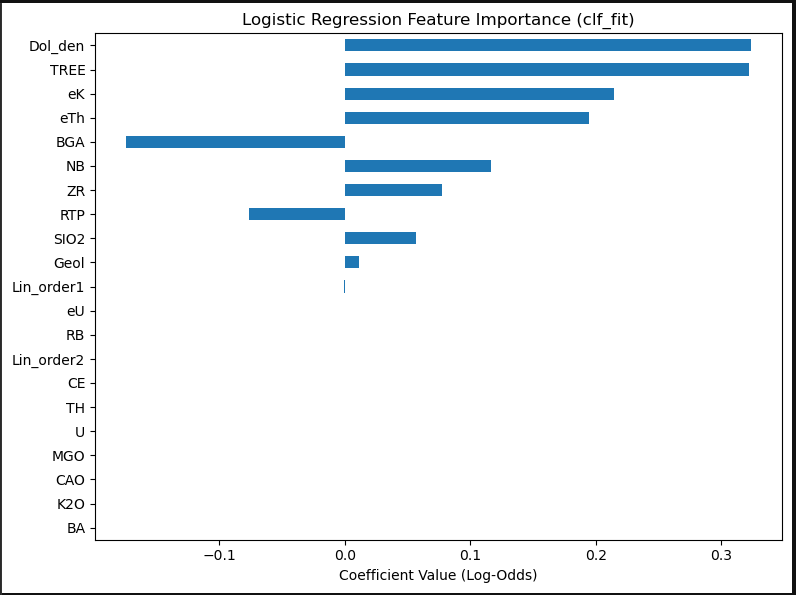 Logistic Regression Feature Importance (clf_fit)
Dol_den
TREE
eK
eTh
BGA
NB
ZR
RTP
SIO2
Geol
Lin_order1
eU
RB
Lin_order2
CE
TH
U
MGO
CAO
K2O
BA
−0.1 0.0 0.1 0.2 0.3
Coefficient Value (Log-Odds)